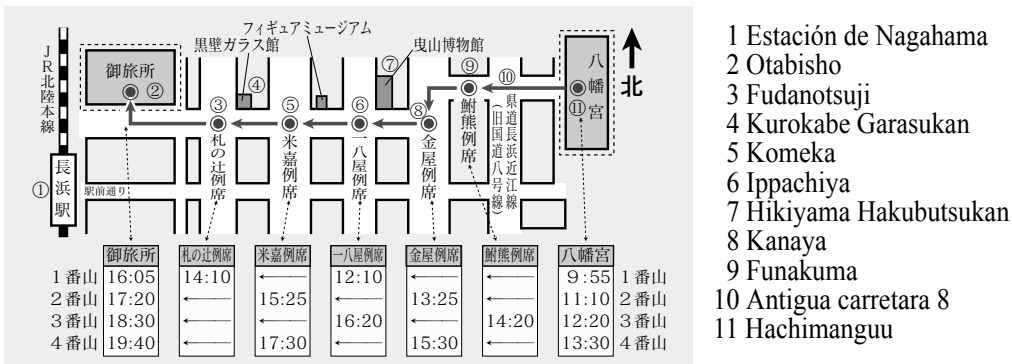 フィギュアミュージアム
黒壁ガラス館
曳山博物館
JR北陸本線
御旅所
②
④
⑦
⑨
⑩
八幡宮
⑪
北
③
⑤
⑥
⑧
札の辻例席
米嘉例席
一八屋例席
金屋例席
鮒熊例席
県道長浜近江線
(旧国道八号線)
①
長浜駅
駅前通り
御旅所 札の辻例席 米嘉例席 一八屋例席 金屋例席 鮒熊例席 八幡宮
1番山 16:05 14:10 ← 12:10 ← ← 9:55 1番山
2番山 17:20 ← 15:25 ← 13:25 ← 11:10 2番山
3番山 18:30 ← ← 16:20 ← 14:20 12:20 3番山
4番山 19:40 ← 17:30 ← 15:30 ← 13:30 4番山
1 Estación de Nagahama
2 Otabisho
3 Fudanotsuji
4 Kurokabe Garasukan
5 Komeka
6 Ippachiya
7 Hikiyama Hakubutsukan
8 Kanaya
9 Funakuma
10 Antigua carretara 8
11 Hachimanguu